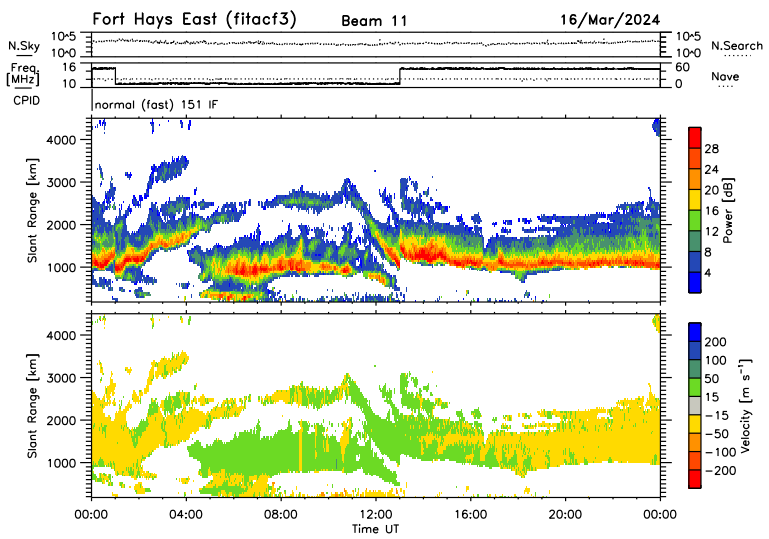 Fort Hays East (fitacf3) Beam 11 16/Mar/2024
N.Sky 10^5 10^0 10^5 10^0 N.Search
Freq. [MHz] 16 10 60 0 Nave
CPID normal (fast) 151 IF
4000
3000
2000
1000
Slant Range [km]
28
24
20
16
12
8
4
Power [dB]
4000
3000
2000
1000
Slant Range [km]
200
100
50
15
−15
−50
−100
−200
Velocity [m s⁻¹]
00:00 04:00 08:00 12:00 16:00 20:00 00:00
Time UT